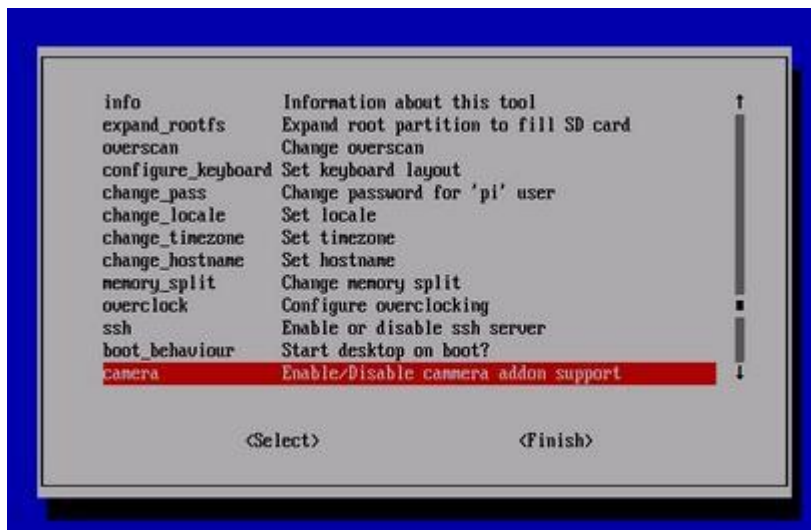 info Information about this tool
expand_rootfs Expand root partition to fill SD card
overscan Change overscan
configure_keyboard Set keyboard layout
change_pass Change password for 'pi' user
change_locale Set locale
change_timezone Set timezone
change_hostname Set hostname
memory_split Change memory split
overclock Configure overclocking
ssh Enable or disable ssh server
boot_behaviour Start desktop on boot?
camera Enable/Disable cammera addon support
<Select> <Finish>